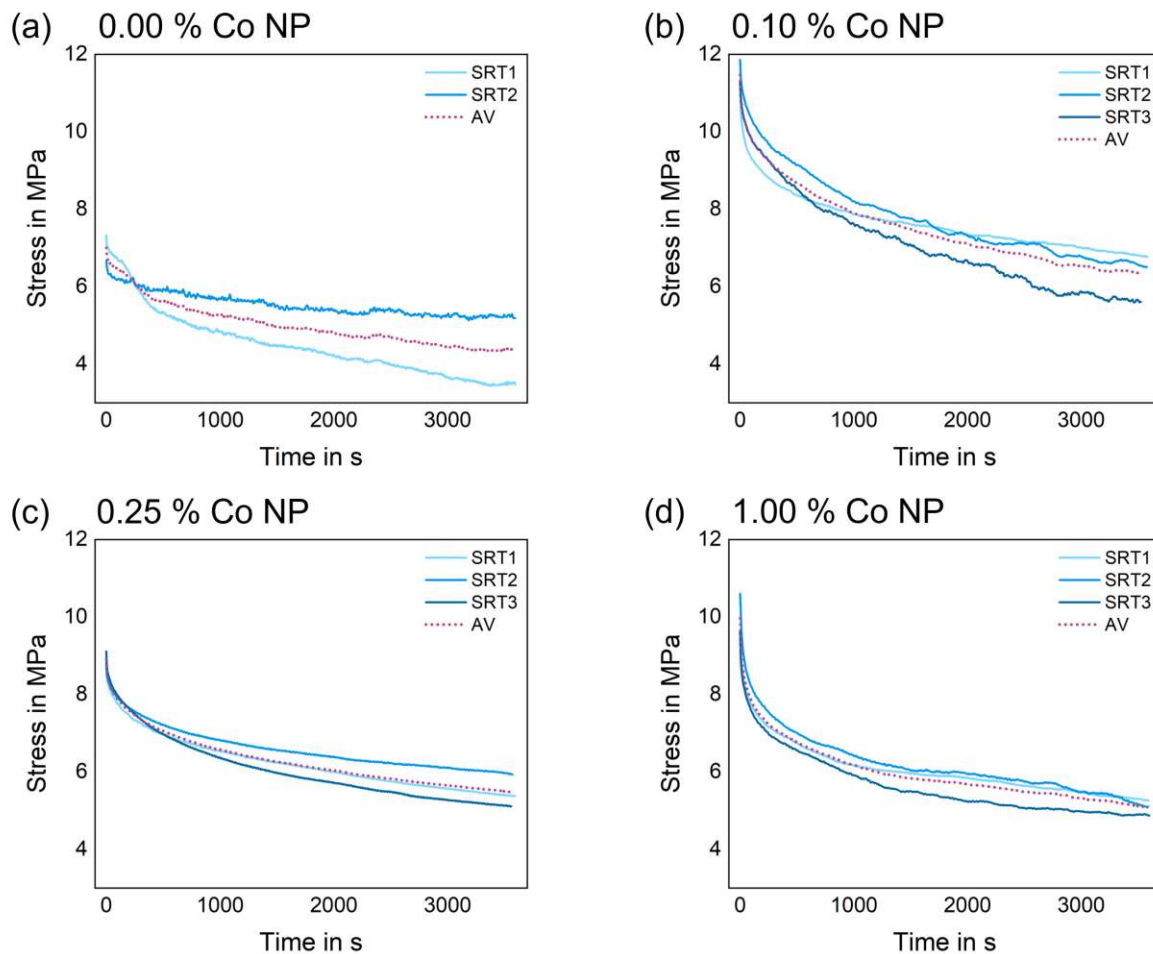 (a) 0.00 % Co NP
12
10
8
6
4
Stress in MPa
SRT1
SRT2
AV
0 1000 2000 3000
Time in s
(b) 0.10 % Co NP
12
10
8
6
4
Stress in MPa
SRT1
SRT2
SRT3
AV
0 1000 2000 3000
Time in s
(c) 0.25 % Co NP
12
10
8
6
4
Stress in MPa
SRT1
SRT2
SRT3
AV
0 1000 2000 3000
Time in s
(d) 1.00 % Co NP
12
10
8
6
4
Stress in MPa
SRT1
SRT2
SRT3
AV
0 1000 2000 3000
Time in s